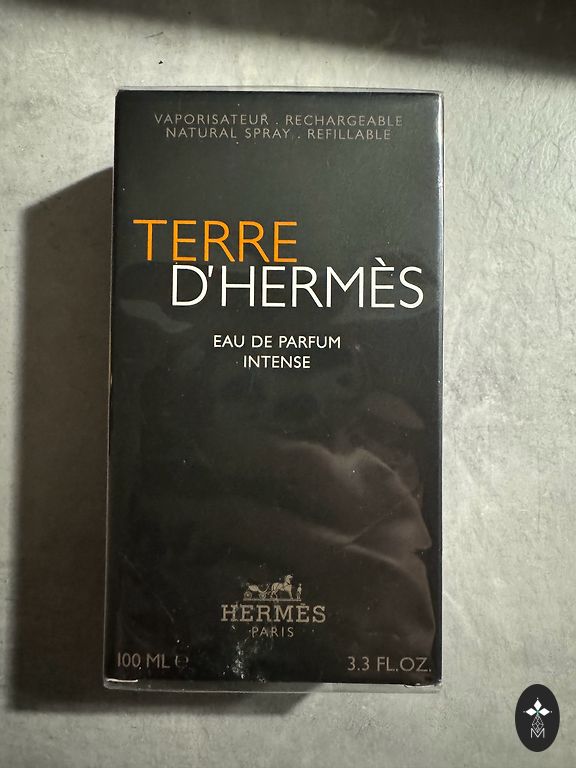 VAPORISATEUR . RECHARGEABLE
NATURAL SPRAY . REFILLABLE
TERRE
D'HERMÈS
EAU DE PARFUM
INTENSE
HERMÈS
PARIS
100 ML ℮ 3.3 FL.OZ.
M